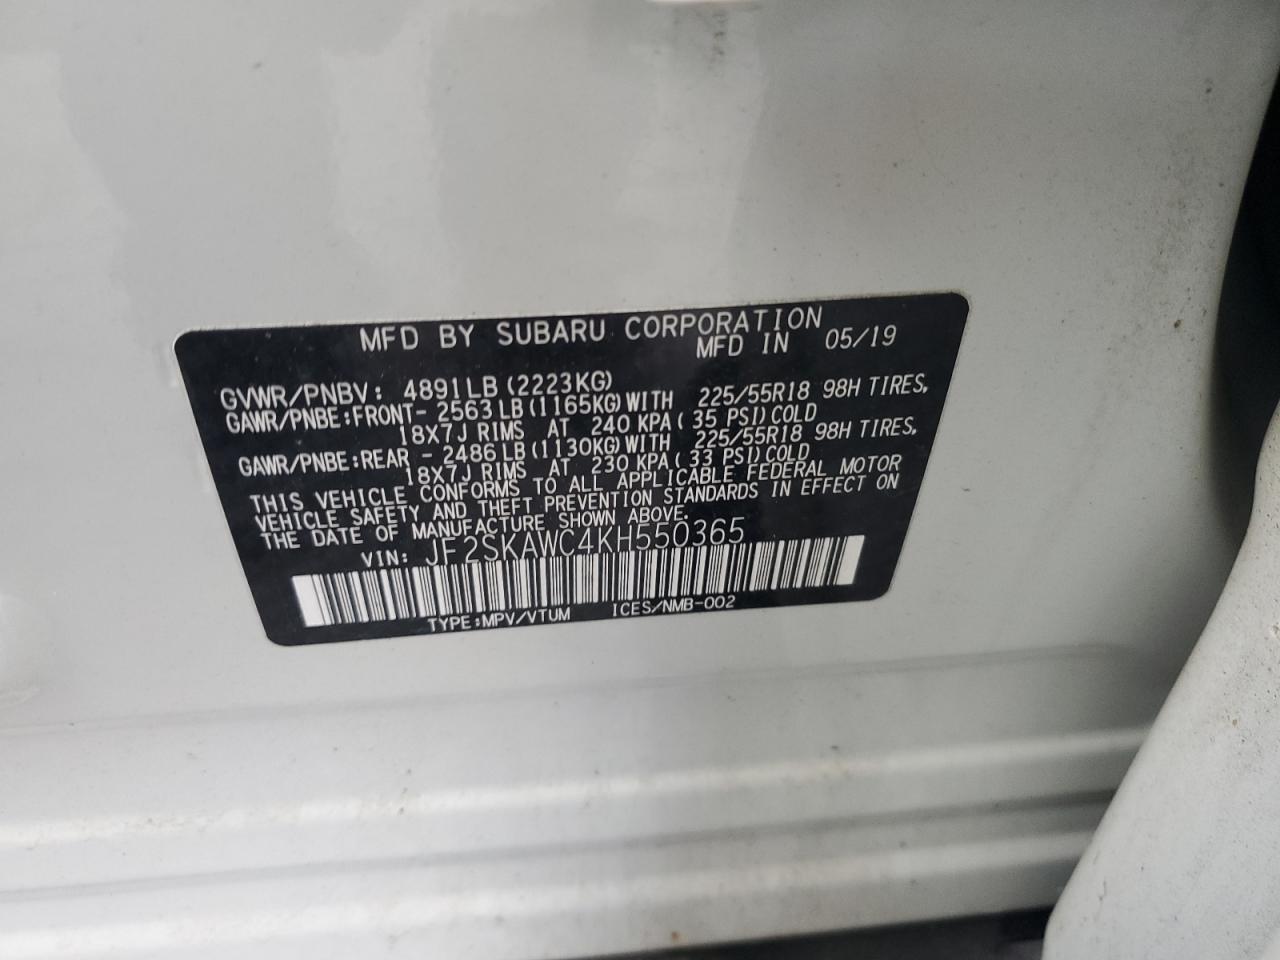 MFD BY SUBARU CORPORATION
MFD IN 05/19
GVWR/PNBV: 4891LB(2223KG)
GAWR/PNBE:FRONT- 2563LB(1165KG)WITH 225/55R18 98H TIRES,
18X7J RIMS AT 240 KPA( 35 PSI)COLD
GAWR/PNBE:REAR - 2486LB(1130KG)WITH 225/55R18 98H TIRES,
18X7J RIMS AT 230 KPA( 33 PSI)COLD
THIS VEHICLE CONFORMS TO ALL APPLICABLE FEDERAL MOTOR
VEHICLE SAFETY AND THEFT PREVENTION STANDARDS IN EFFECT ON
THE DATE OF MANUFACTURE SHOWN ABOVE.
VIN: JF2SKAWC4KH550365
TYPE:MPV/VTUM ICES/NMB-002